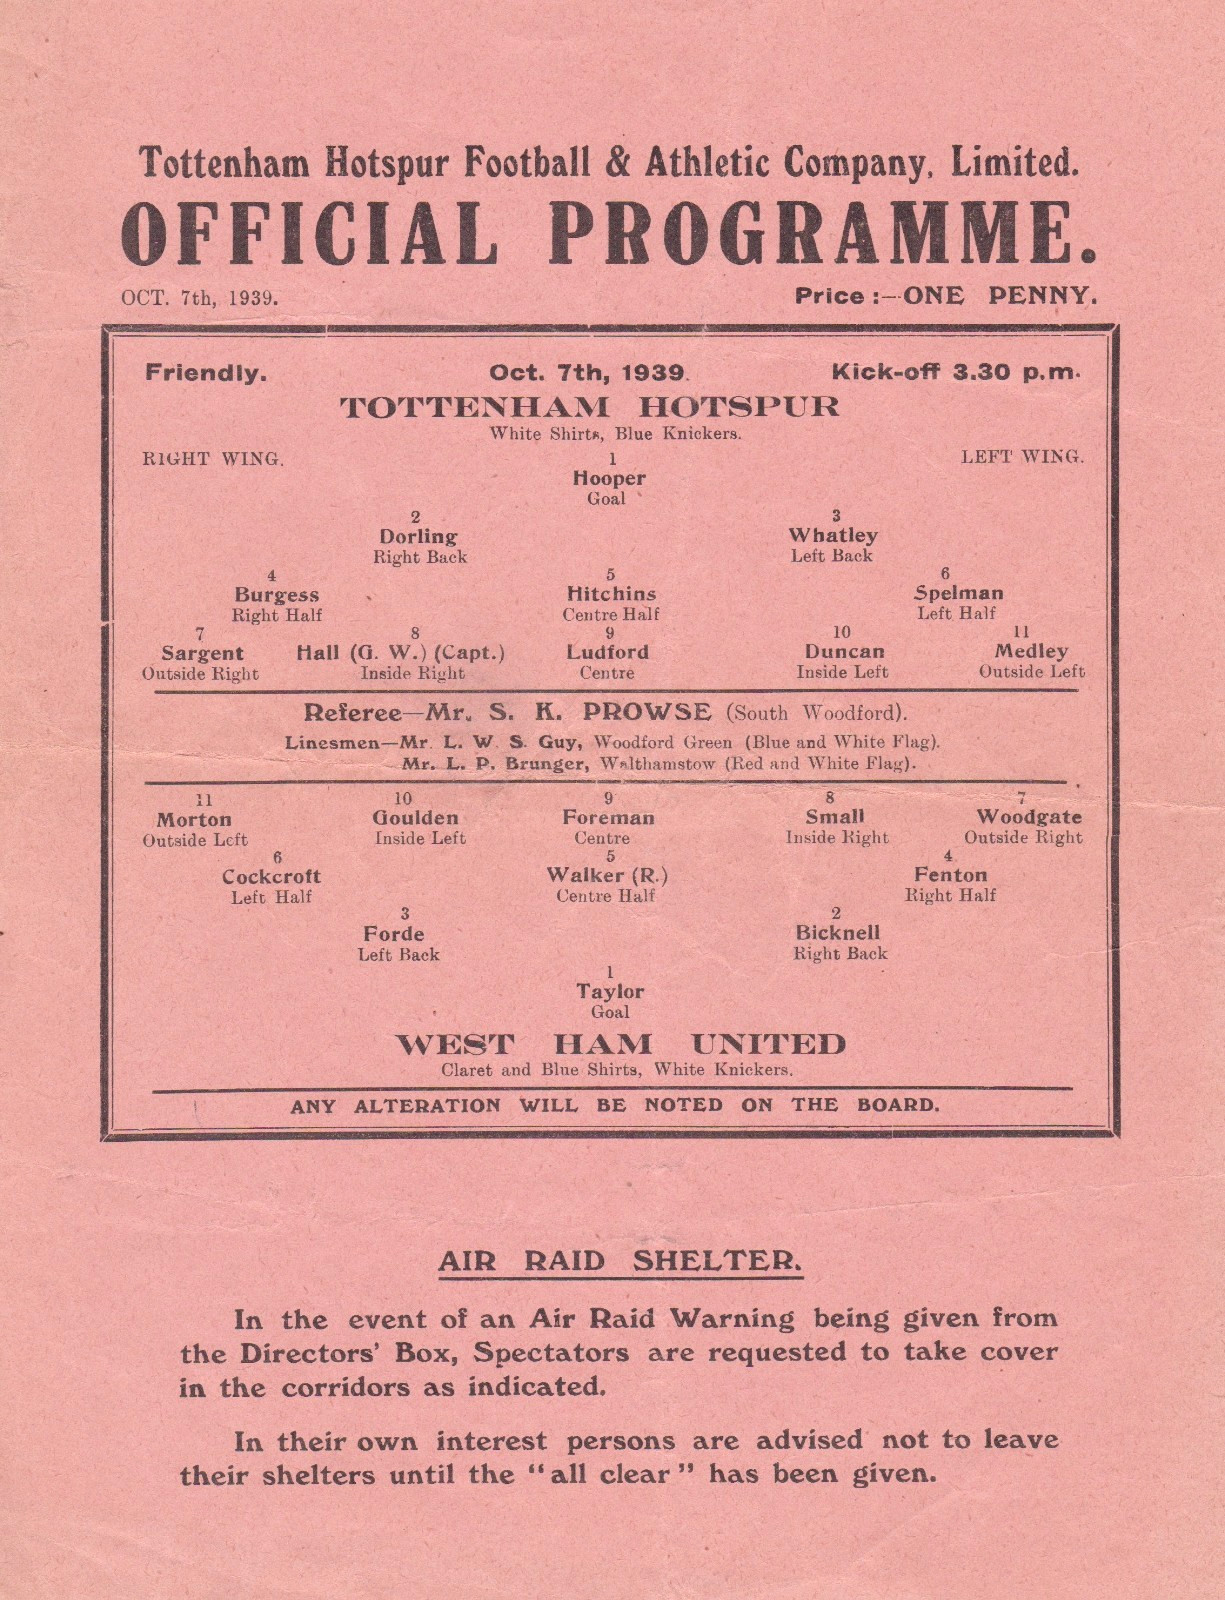 Tottenham Hotspur Football & Athletic Company, Limited.
OFFICIAL PROGRAMME.
OCT. 7th, 1939. Price :—ONE PENNY.
Friendly. Oct. 7th, 1939. Kick-off 3.30 p.m.
TOTTENHAM HOTSPUR
White Shirts, Blue Knickers.
RIGHT WING. 1 LEFT WING.
Hooper
Goal
2 3
Dorling Whatley
Right Back Left Back
4 5 6
Burgess Hitchins Spelman
Right Half Centre Half Left Half
7 8 9 10 11
Sargent Hall (G. W.) (Capt.) Ludford Duncan Medley
Outside Right Inside Right Centre Inside Left Outside Left
Referee—Mr. S. K. PROWSE (South Woodford).
Linesmen—Mr. L. W. S. Guy, Woodford Green (Blue and White Flag).
Mr. L. P. Brunger, Walthamstow (Red and White Flag).
11 10 9 8 7
Morton Goulden Foreman Small Woodgate
Outside Left Inside Left Centre Inside Right Outside Right
6 5 4
Cockcroft Walker (R.) Fenton
Left Half Centre Half Right Half
3 2
Forde Bicknell
Left Back Right Back
1
Taylor
Goal
WEST HAM UNITED
Claret and Blue Shirts, White Knickers.
ANY ALTERATION WILL BE NOTED ON THE BOARD.
AIR RAID SHELTER.
In the event of an Air Raid Warning being given from
the Directors' Box, Spectators are requested to take cover
in the corridors as indicated.
In their own interest persons are advised not to leave
their shelters until the "all clear" has been given.